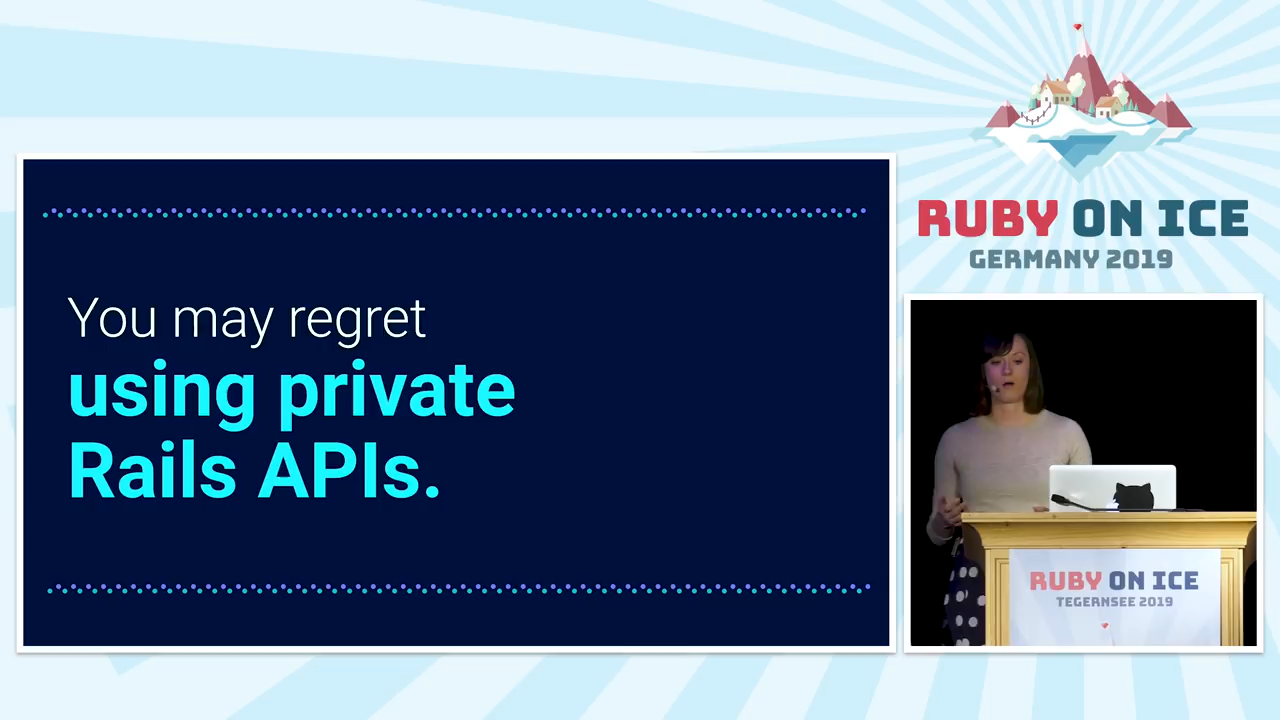 RUBY ON ICE
GERMANY 2019
You may regret
using private
Rails APIs.
RUBY ON ICE
TEGERNSEE 2019